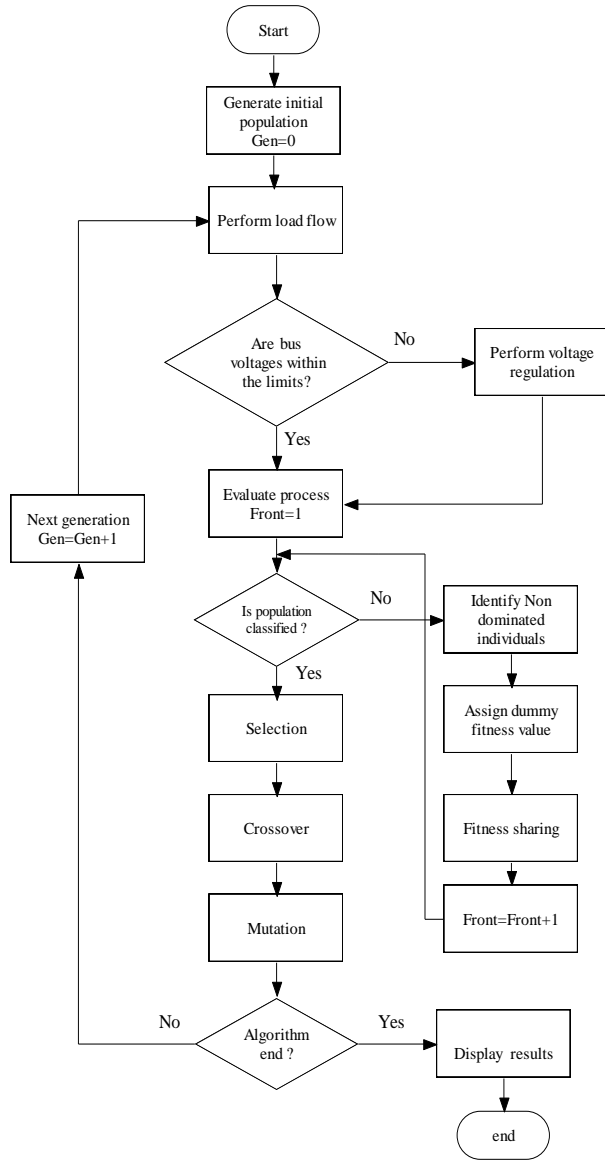 Start
Generate initial
population
Gen=0
Perform load flow
Are bus
voltages within
the limits?
No
Perform voltage
regulation
Yes
Evaluate process
Front=1
Next generation
Gen=Gen+1
Is population
classified ?
No
Identify Non
dominated
individuals
Yes
Assign dummy
fitness value
Selection
Crossover
Fitness sharing
Mutation
Front=Front+1
No
Algorithm
end ?
Yes
Display results
end